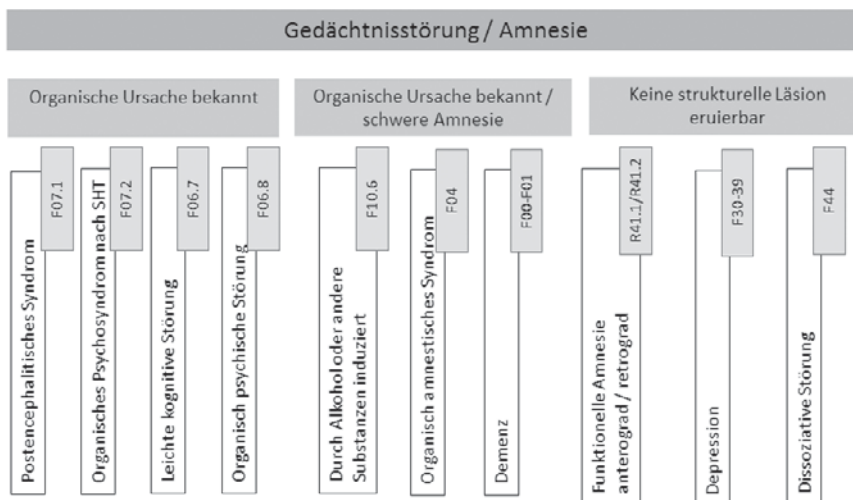 Gedächtnisstörung / Amnesie
Organische Ursache bekannt
Organische Ursache bekannt /
schwere Amnesie
Keine strukturelle Läsion
eruierbar
Postencephalitisches Syndrom
F07.1
Organisches Psychosyndrom nach SHT
F07.2
Leichte kognitive Störung
F06.7
Organisch psychische Störung
F06.8
Durch Alkohol oder andere
Substanzen induziert
F10.6
Organisch amnestisches Syndrom
F04
Demenz
F00-F01
Funktionelle Amnesie
anterograd / retrograd
R41.1/R41.2
Depression
F30-39
Dissoziative Störung
F44